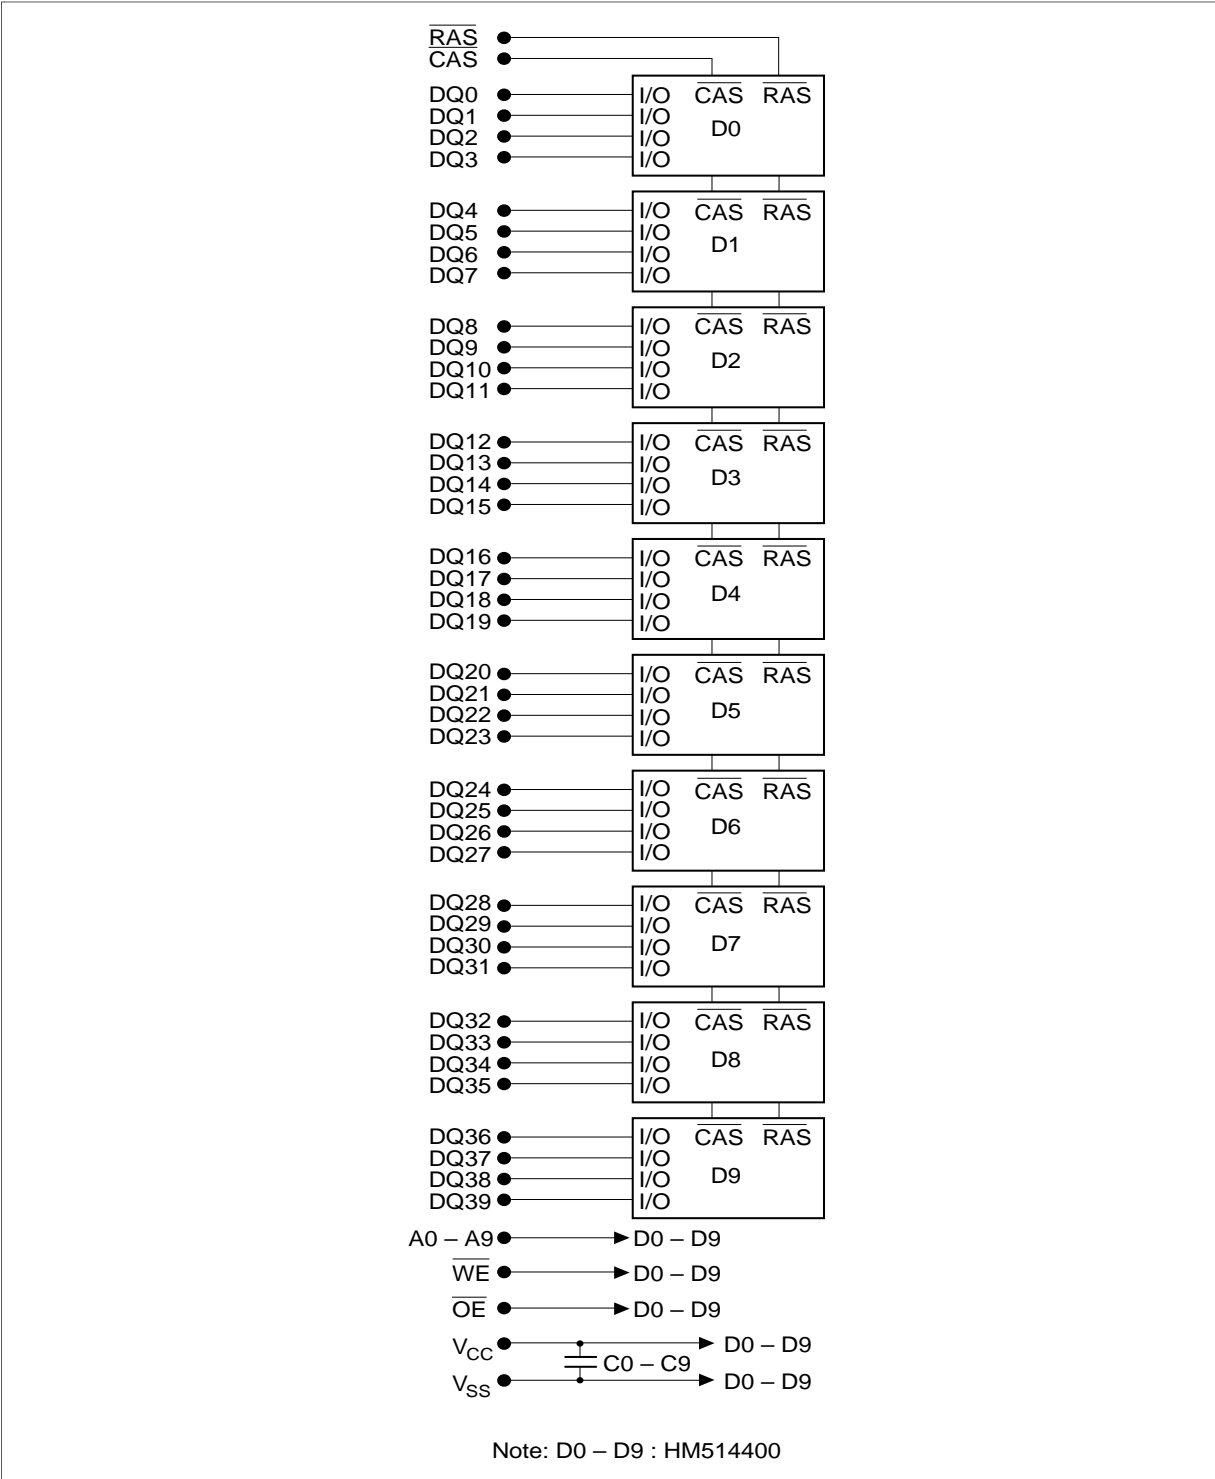 RAS
CAS
DQ0 I/O CAS RAS
DQ1 I/O D0
DQ2 I/O
DQ3 I/O
DQ4 I/O CAS RAS
DQ5 I/O D1
DQ6 I/O
DQ7 I/O
DQ8 I/O CAS RAS
DQ9 I/O D2
DQ10 I/O
DQ11 I/O
DQ12 I/O CAS RAS
DQ13 I/O D3
DQ14 I/O
DQ15 I/O
DQ16 I/O CAS RAS
DQ17 I/O D4
DQ18 I/O
DQ19 I/O
DQ20 I/O CAS RAS
DQ21 I/O D5
DQ22 I/O
DQ23 I/O
DQ24 I/O CAS RAS
DQ25 I/O D6
DQ26 I/O
DQ27 I/O
DQ28 I/O CAS RAS
DQ29 I/O D7
DQ30 I/O
DQ31 I/O
DQ32 I/O CAS RAS
DQ33 I/O D8
DQ34 I/O
DQ35 I/O
DQ36 I/O CAS RAS
DQ37 I/O D9
DQ38 I/O
DQ39 I/O
A0 – A9 D0 – D9
WE D0 – D9
OE D0 – D9
VCC D0 – D9
C0 – C9
VSS D0 – D9
Note: D0 – D9 : HM514400